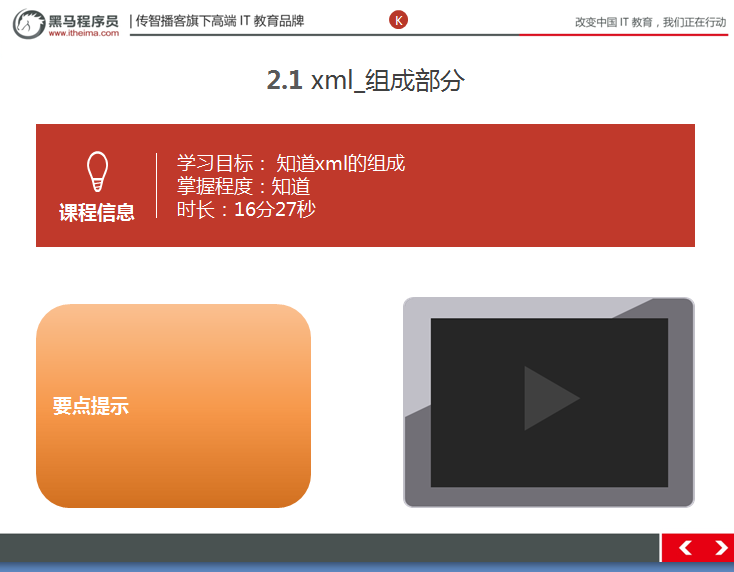 黑马程序员
www.itheima.com
| 传智播客旗下高端 IT 教育品牌
K
改变中国 IT 教育，我们正在行动
2.1 xml_组成部分
课程信息
学习目标： 知道xml的组成
掌握程度：知道
时长：16分27秒
要点提示